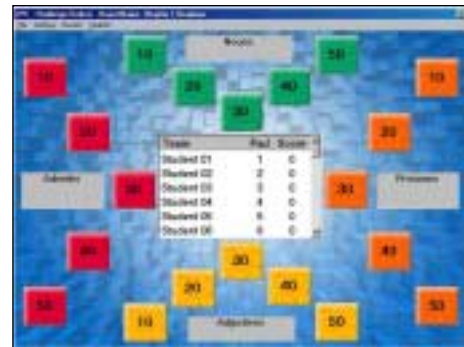 Nouns
10
50
20
40
30
10
20
30
40
50
10
20
30
40
50
Adverbs
Pronouns
Team Pad Score
Student 01 1 0
Student 02 2 0
Student 03 3 0
Student 04 4 0
Student 05 5 0
Student 06 6 0
30
20
40
10
50
Adjectives